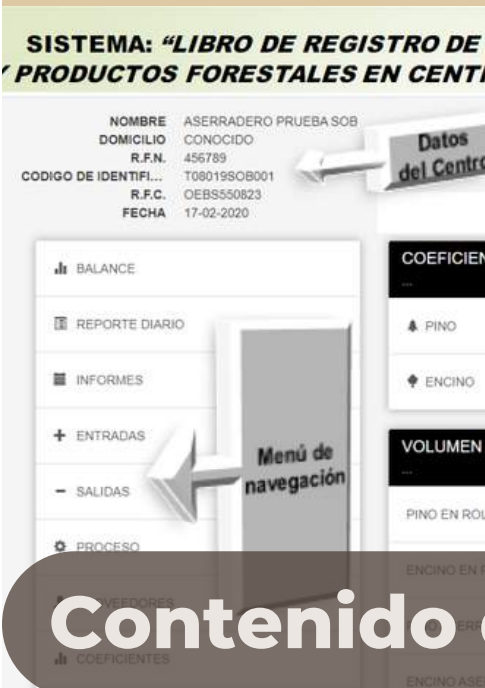 SISTEMA: “LIBRO DE REGISTRO DE
Y PRODUCTOS FORESTALES EN CENT
NOMBRE ASERRADERO PRUEBA SOB
DOMICILIO CONOCIDO
R.F.N. 456789
CODIGO DE IDENTIFI... T08019SOB001
R.F.C. OEBS550823
FECHA 17-02-2020
Datos
del Centro
BALANCE
REPORTE DIARIO
INFORMES
ENTRADAS
SALIDAS
PROCESO
COEFICIENTES
Menú de
navegación
COEFICIEN
...
PINO
ENCINO
VOLUMEN
...
PINO EN ROL
ENCINO EN
ENCINO ASE
Contenido